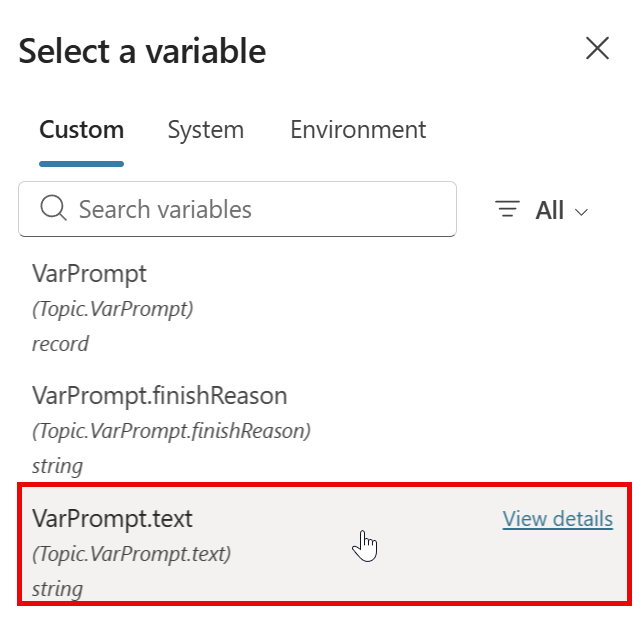 Select a variable
Custom System Environment
Search variables All
VarPrompt
(Topic.VarPrompt)
record
VarPrompt.finishReason
(Topic.VarPrompt.finishReason)
string
VarPrompt.text View details
(Topic.VarPrompt.text)
string